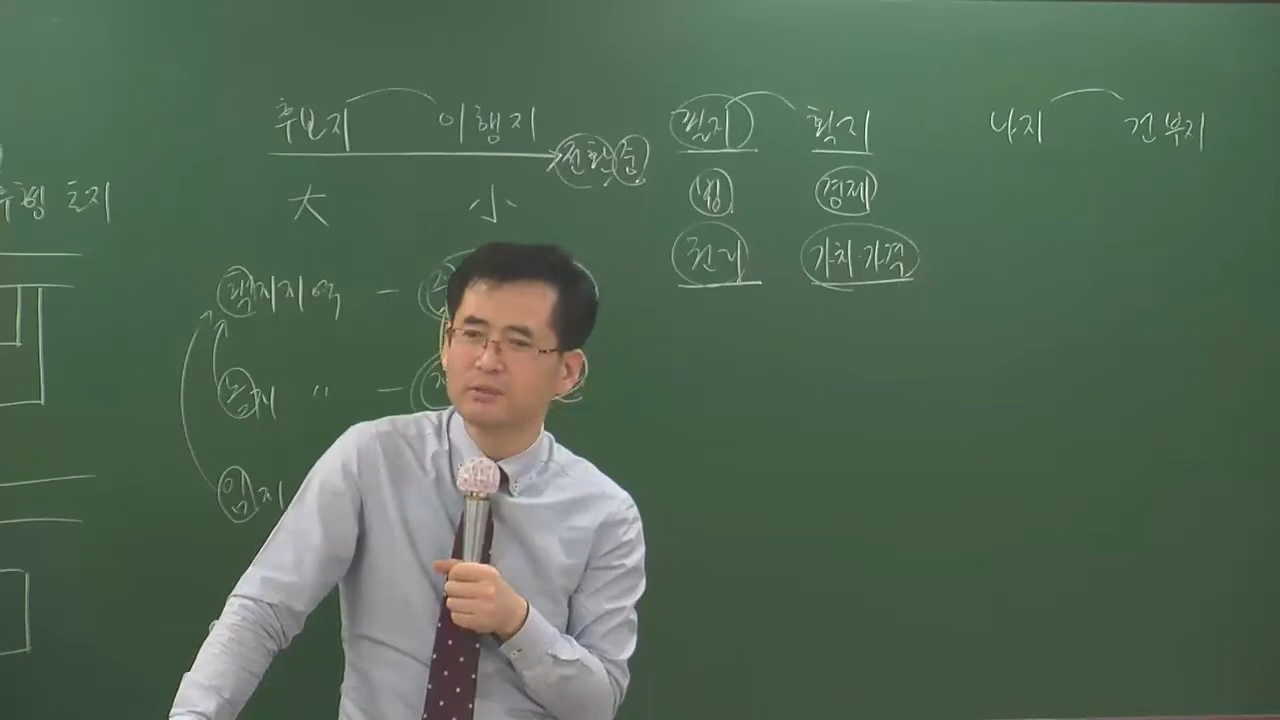 후보지 이행지 필지 획지 나지 건부지
전환 중
토지
大 小 법 경제
권리 가치·가격
택지지역 -
농지 〃 -
임지